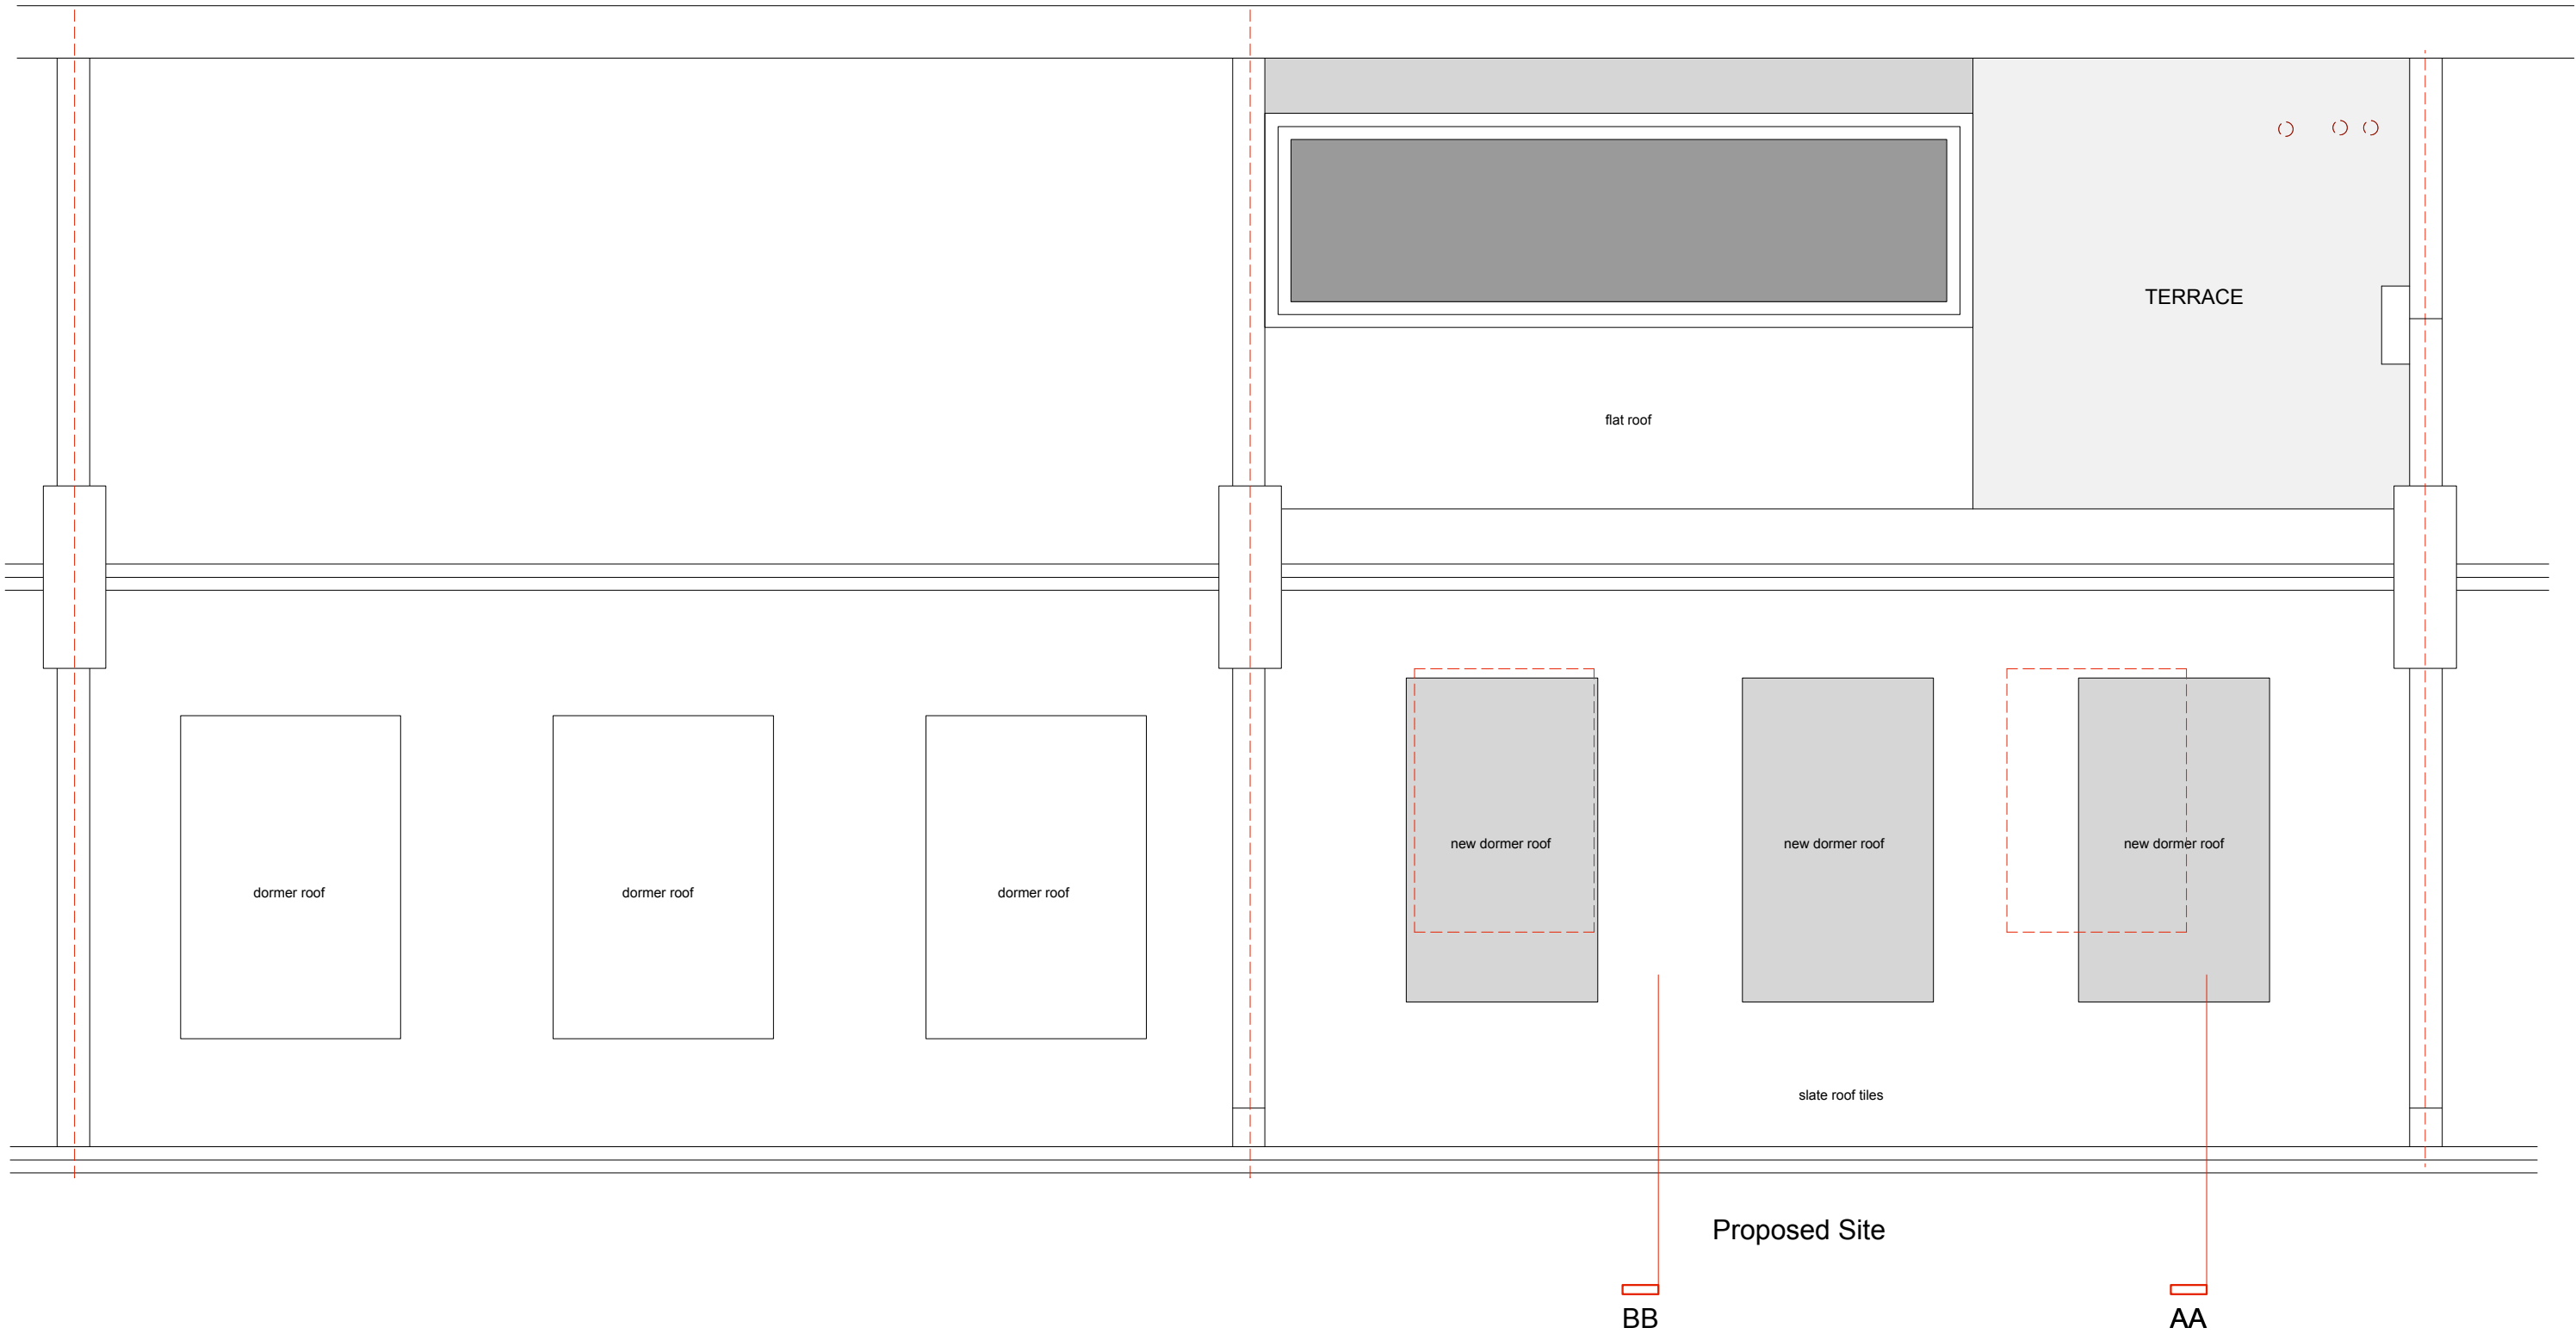 TERRACE
flat roof
new dormer roof
new dormer roof
new dormer roof
dormer roof
dormer roof
dormer roof
slate roof tiles
Proposed Site
BB
AA